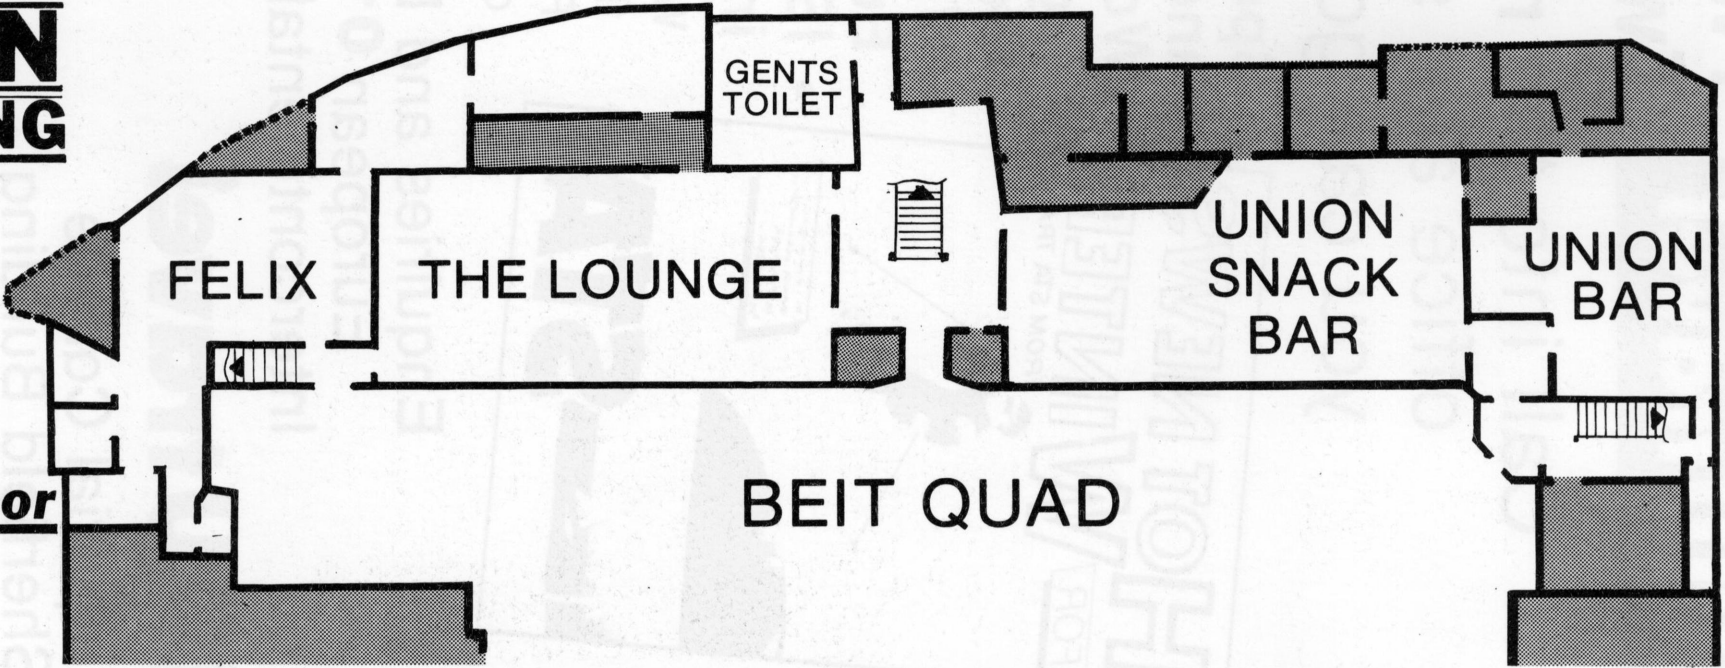 N
NG
or
GENTS
TOILET
FELIX
THE LOUNGE
UNION
SNACK
BAR
UNION
BAR
BEIT QUAD